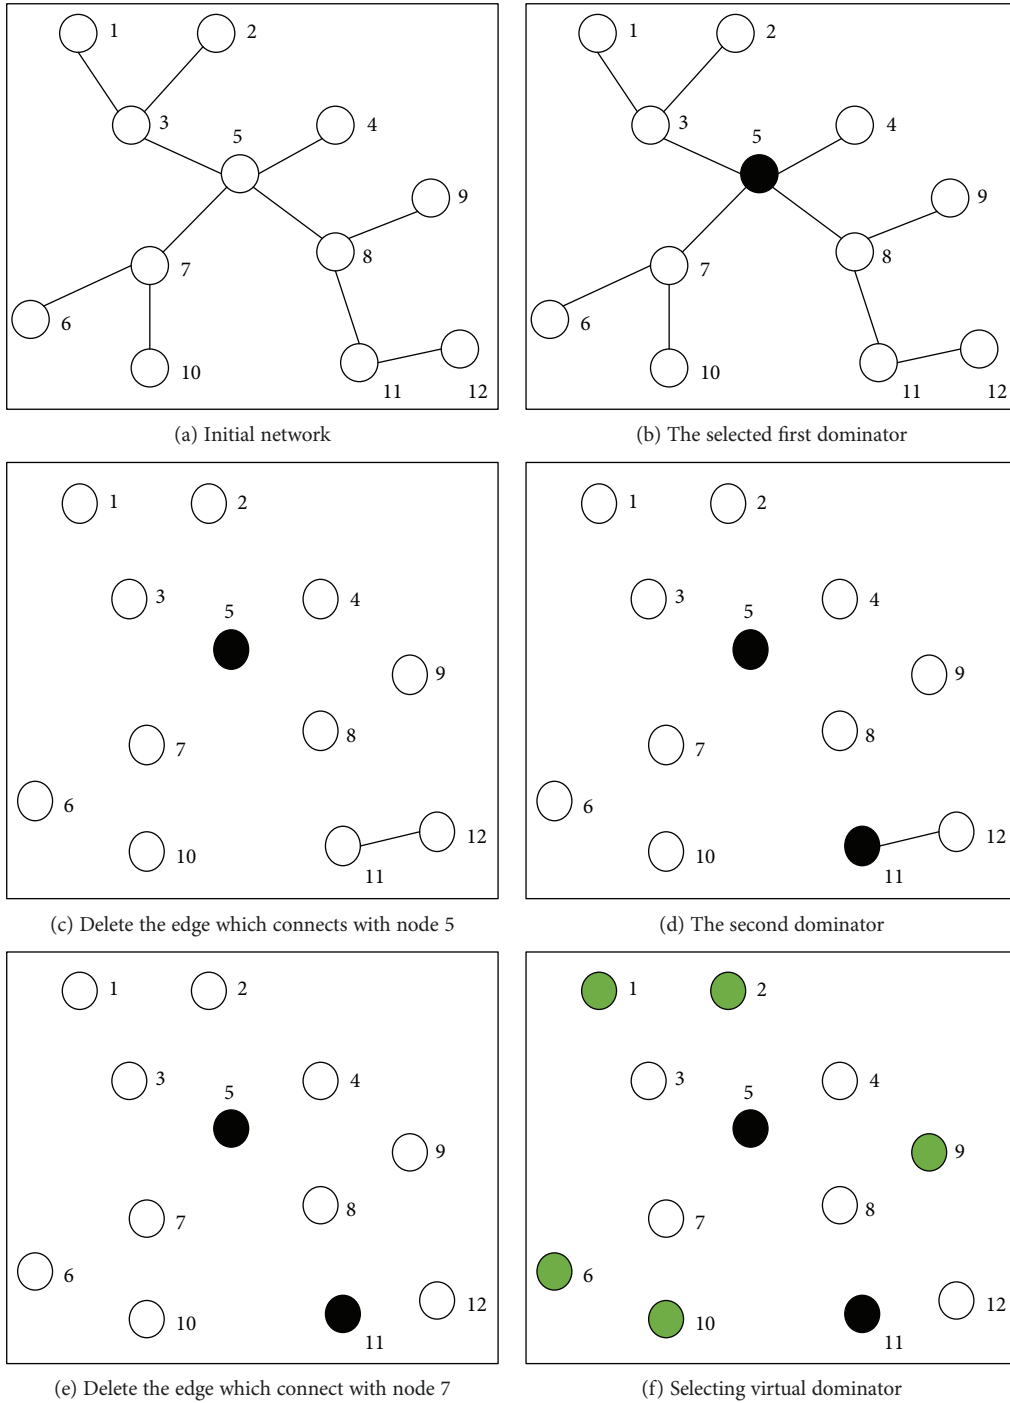 1 2
3 5 4
9
7 8
6
10
11 12
(a) Initial network
1 2
3 5 4
9
7 8
6
10
11 12
(b) The selected first dominator
1 2
3 5 4
9
7 8
6
10 11 12
(c) Delete the edge which connects with node 5
1 2
3 5 4
9
7 8
6
10 11 12
(d) The second dominator
1 2
3 5 4
9
7 8
6
10 11 12
(e) Delete the edge which connect with node 7
1 2
3 5 4
9
7 8
6
10 11 12
(f) Selecting virtual dominator